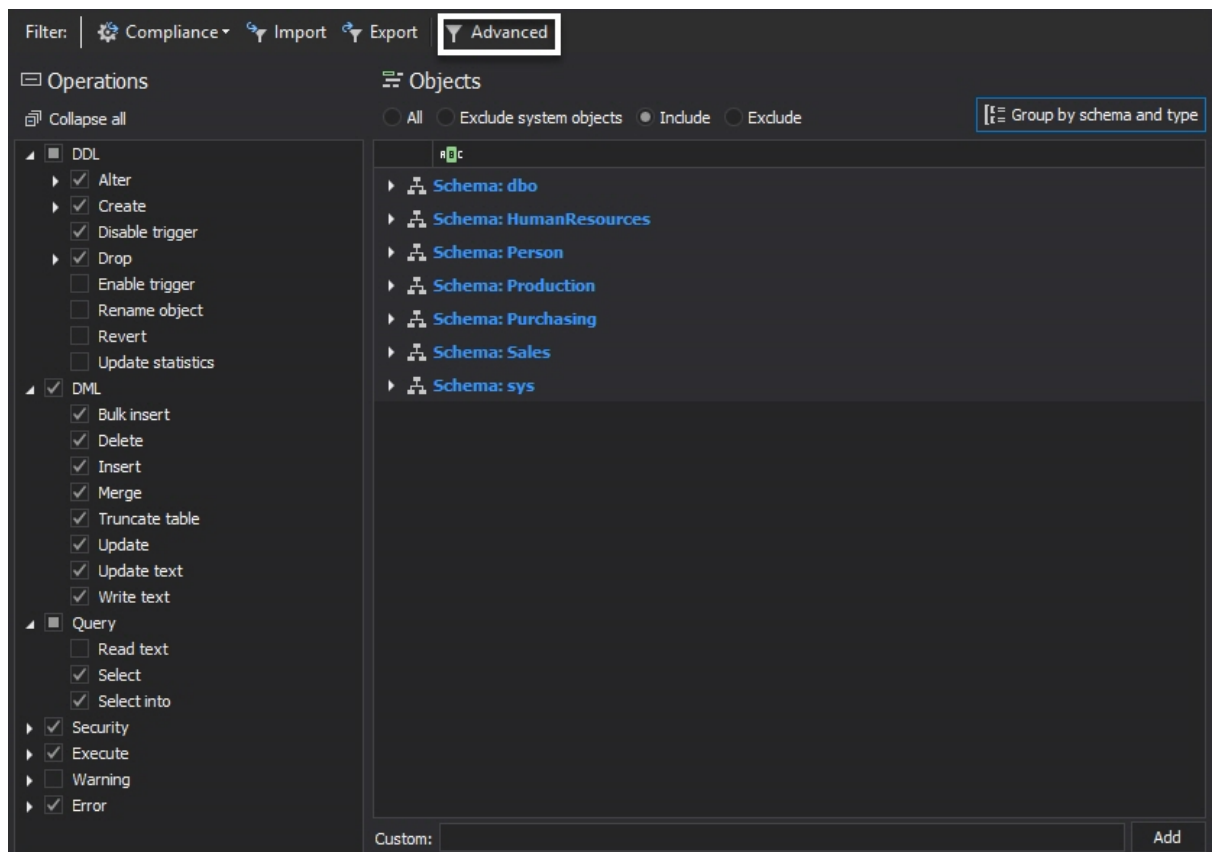 Filter: Compliance Import Export Advanced
Operations
Collapse all
DDL
Alter
Create
Disable trigger
Drop
Enable trigger
Rename object
Revert
Update statistics
DML
Bulk insert
Delete
Insert
Merge
Truncate table
Update
Update text
Write text
Query
Read text
Select
Select into
Security
Execute
Warning
Error
Objects
All Exclude system objects Include Exclude
Group by schema and type
ABC
Schema: dbo
Schema: HumanResources
Schema: Person
Schema: Production
Schema: Purchasing
Schema: Sales
Schema: sys
Custom: Add